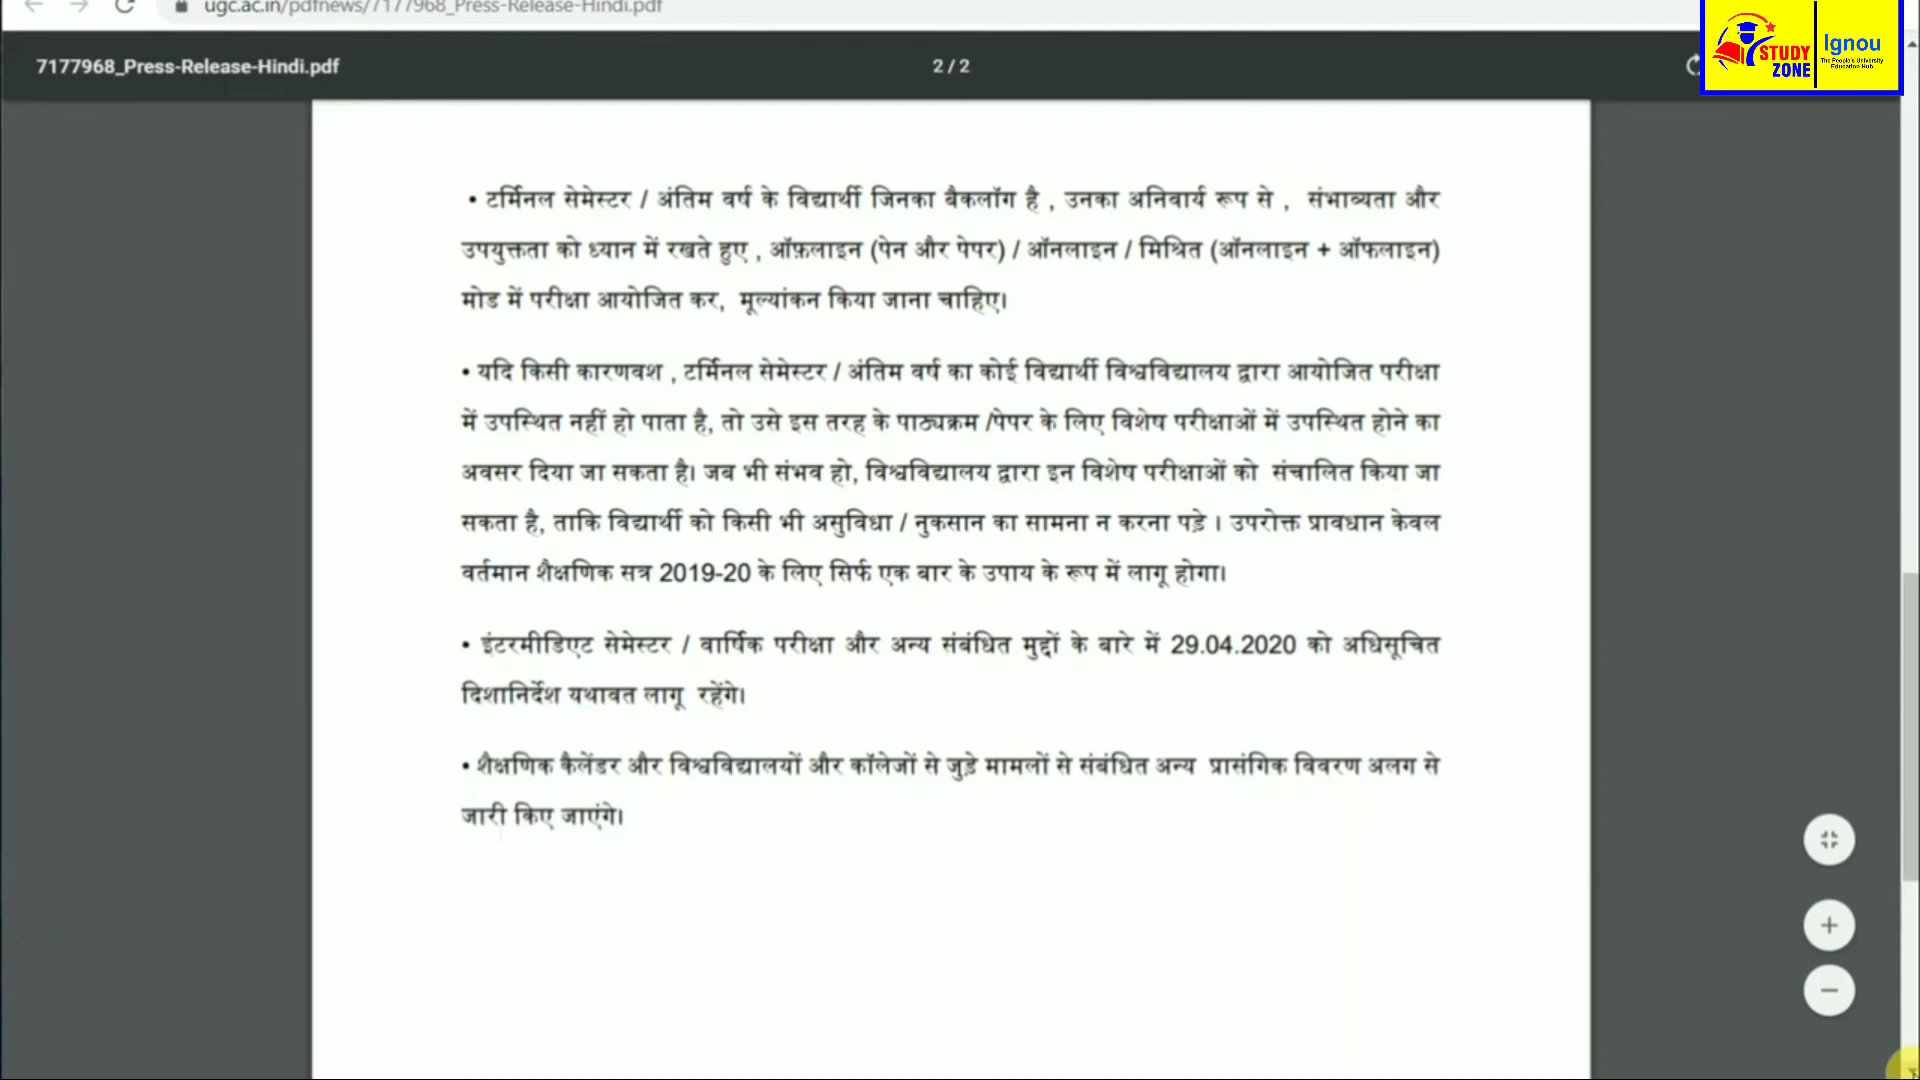 ugc.ac.in/pdfnews/7177968_Press-Release-Hindi.pdf
7177968_Press-Release-Hindi.pdf
2 / 2
STUDY
ZONE
Ignou
The People's University
Education Hub
• टर्मिनल सेमेस्टर / अंतिम वर्ष के विद्यार्थी जिनका बैकलॉग है , उनका अनिवार्य रूप से , संभाव्यता और
उपयुक्तता को ध्यान में रखते हुए , ऑफ़लाइन (पेन और पेपर) / ऑनलाइन / मिश्रित (ऑनलाइन + ऑफलाइन)
मोड में परीक्षा आयोजित कर, मूल्यांकन किया जाना चाहिए।
• यदि किसी कारणवश , टर्मिनल सेमेस्टर / अंतिम वर्ष का कोई विद्यार्थी विश्वविद्यालय द्वारा आयोजित परीक्षा
में उपस्थित नहीं हो पाता है, तो उसे इस तरह के पाठ्यक्रम /पेपर के लिए विशेष परीक्षाओं में उपस्थित होने का
अवसर दिया जा सकता है। जब भी संभव हो, विश्वविद्यालय द्वारा इन विशेष परीक्षाओं को संचालित किया जा
सकता है, ताकि विद्यार्थी को किसी भी असुविधा / नुकसान का सामना न करना पड़े । उपरोक्त प्रावधान केवल
वर्तमान शैक्षणिक सत्र 2019-20 के लिए सिर्फ एक बार के उपाय के रूप में लागू होगा।
• इंटरमीडिएट सेमेस्टर / वार्षिक परीक्षा और अन्य संबंधित मुद्दों के बारे में 29.04.2020 को अधिसूचित
दिशानिर्देश यथावत लागू रहेंगे।
• शैक्षणिक कैलेंडर और विश्वविद्यालयों और कॉलेजों से जुड़े मामलों से संबंधित अन्य प्रासंगिक विवरण अलग से
जारी किए जाएंगे।